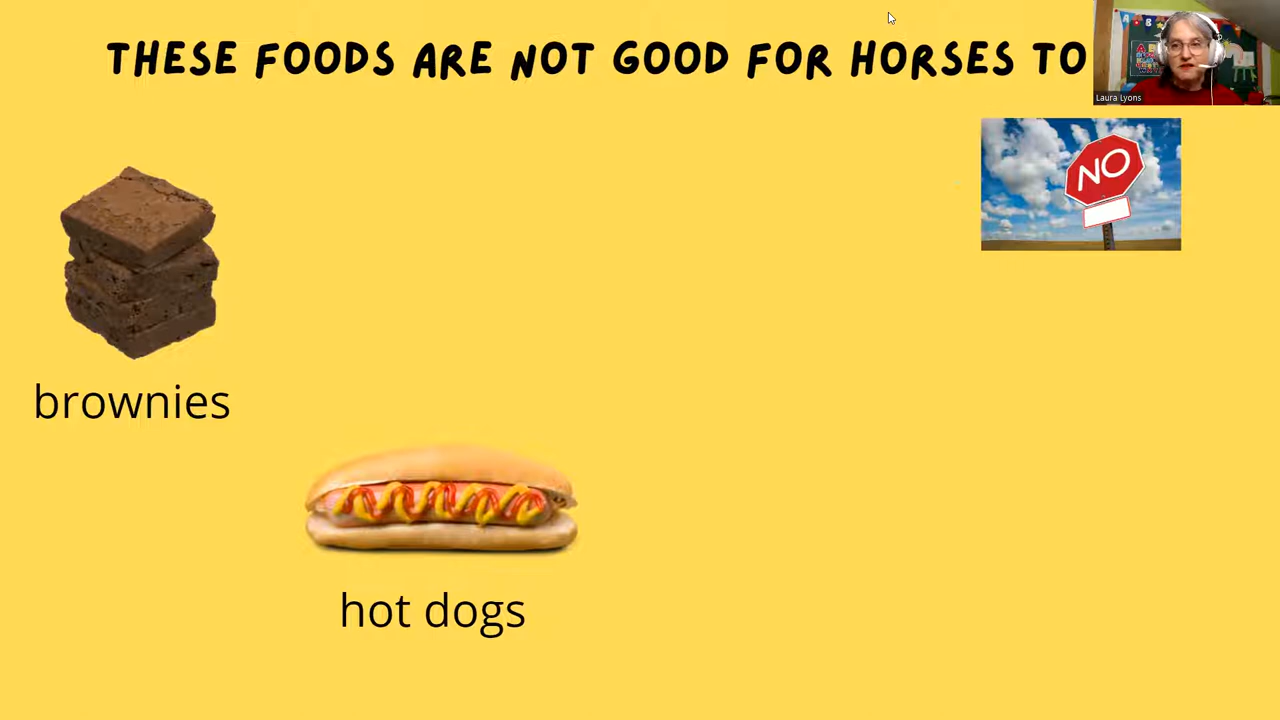 THESE FOODS ARE NOT GOOD FOR HORSES TO
Laura Lyons
NO
brownies
hot dogs